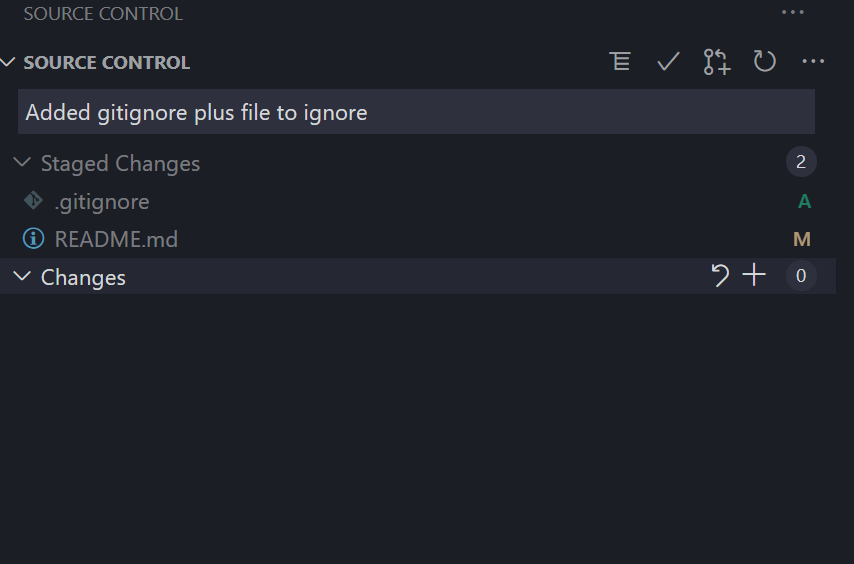 SOURCE CONTROL
SOURCE CONTROL
Added gitignore plus file to ignore
Staged Changes 2
.gitignore A
README.md M
Changes 0